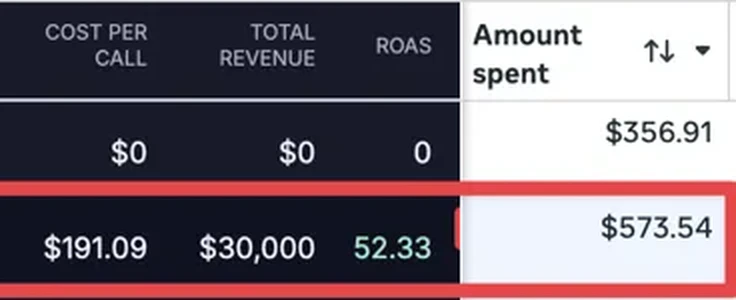 COST PER CALL
TOTAL REVENUE
ROAS
Amount spent
$0
$0
0
$356.91
$191.09
$30,000
52.33
$573.54